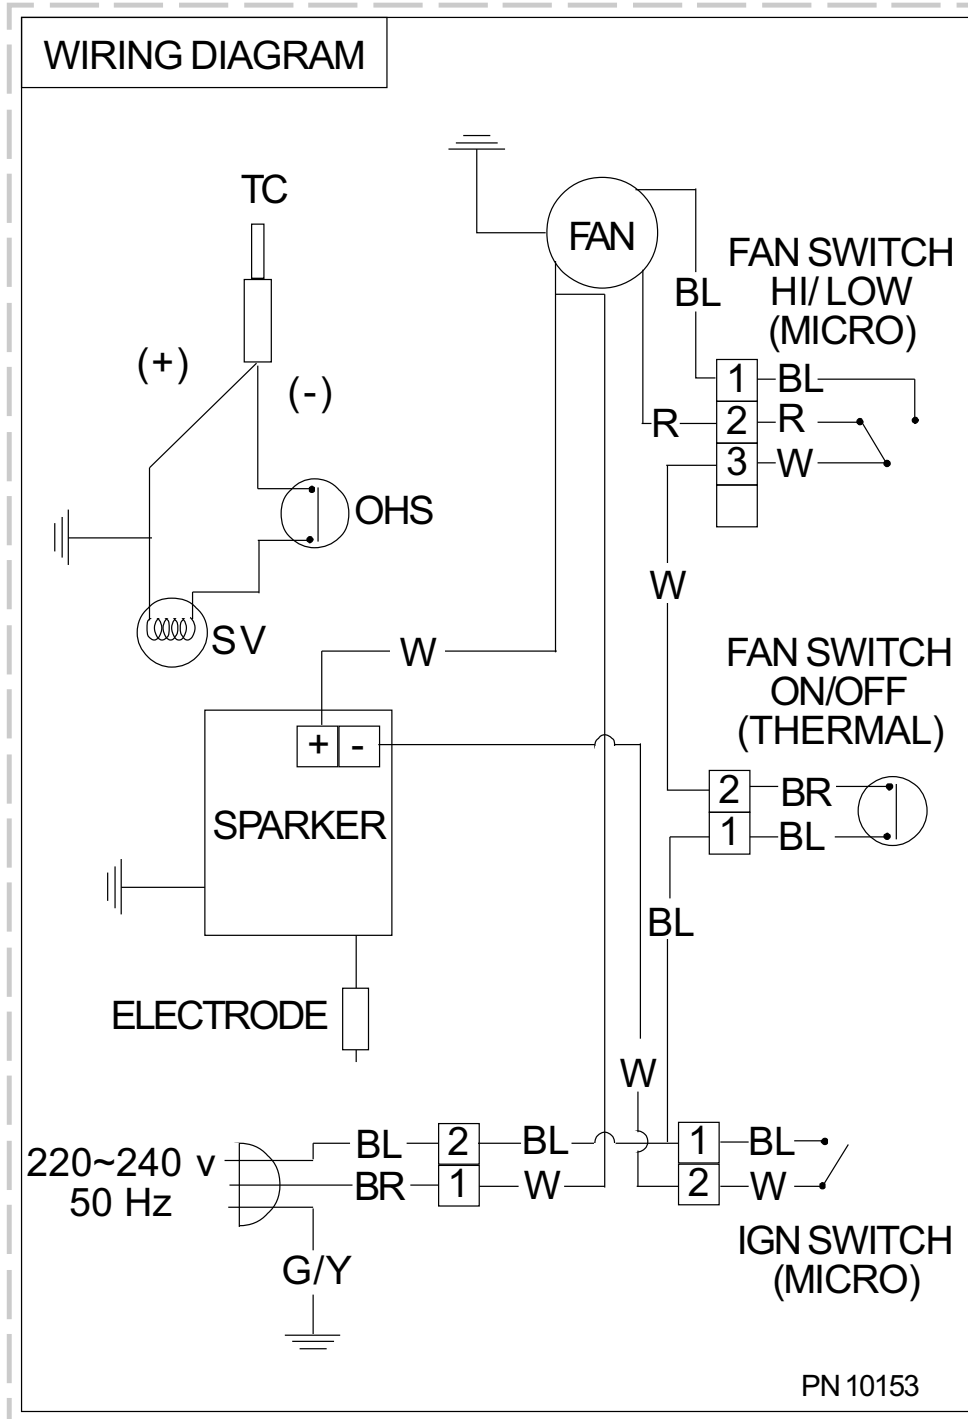 WIRING DIAGRAM
TC
FAN
FAN SWITCH
HI/ LOW
(MICRO)
BL
(+)
(-)
1
BL
R
2
R
3
W
OHS
W
SV
W
FAN SWITCH
ON/OFF
(THERMAL)
+ -
2
BR
SPARKER
1
BL
BL
ELECTRODE
W
220~240 v
50 Hz
BL
2
BL
1
BL
BR
1
W
2
W
G/Y
IGN SWITCH
(MICRO)
PN 10153